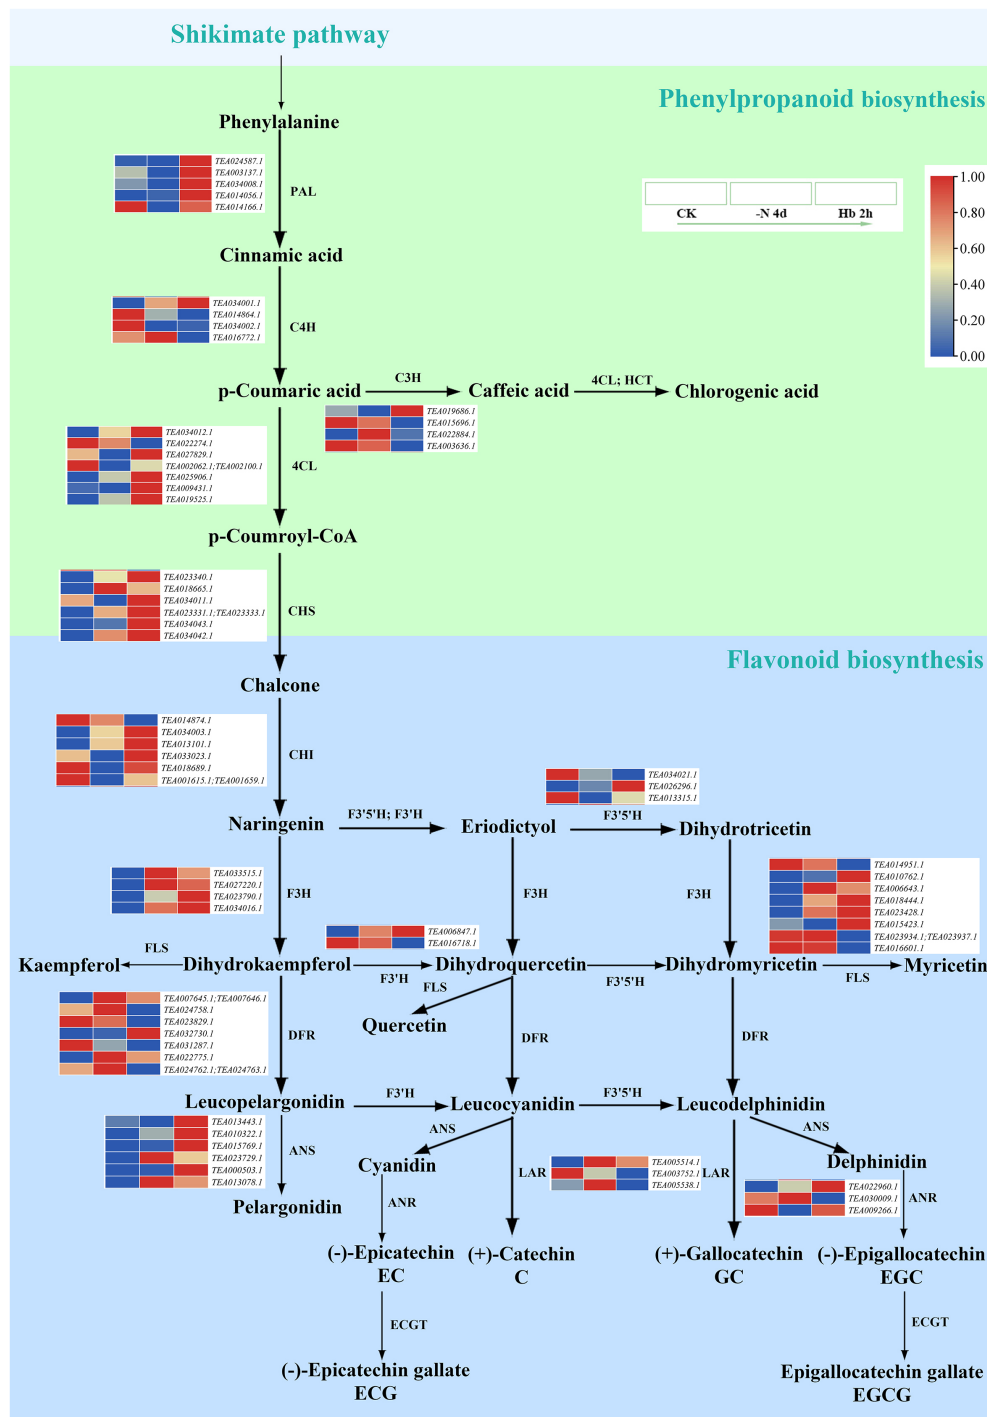 Shikimate pathway
Phenylpropanoid biosynthesis
Phenylalanine
TEA024587.1
TEA003137.1
TEA034008.1
TEA014056.1
TEA014166.1
PAL
CK
-N 4d
Hb 2h
1.00
0.80
0.60
0.40
0.20
0.00
Cinnamic acid
TEA034001.1
TEA014864.1
TEA034002.1
TEA016772.1
C4H
p-Coumaric acid
C3H
Caffeic acid
4CL; HCT
Chlorogenic acid
TEA019686.1
TEA015696.1
TEA022884.1
TEA003636.1
TEA034012.1
TEA022274.1
TEA027829.1
TEA002062.1;TEA002100.1
TEA025906.1
TEA009431.1
TEA019525.1
4CL
p-Coumroyl-CoA
TEA023340.1
TEA018665.1
TEA034011.1
TEA023331.1;TEA023333.1
TEA034043.1
TEA034042.1
CHS
Flavonoid biosynthesis
Chalcone
TEA014874.1
TEA034003.1
TEA013101.1
TEA033023.1
TEA018689.1
TEA001615.1;TEA001659.1
CHI
TEA034021.1
TEA026296.1
TEA013315.1
Naringenin
F3'5'H; F3'H
Eriodictyol
F3'5'H
Dihydrotricetin
TEA033515.1
TEA027220.1
TEA023790.1
TEA034016.1
F3H
F3H
F3H
TEA014951.1
TEA010762.1
TEA006643.1
TEA018444.1
TEA023428.1
TEA015423.1
TEA023934.1;TEA023937.1
TEA016601.1
TEA006847.1
TEA016718.1
Kaempferol
FLS
Dihydrokaempferol
F3'H
Dihydroquercetin
F3'5'H
Dihydromyricetin
FLS
Myricetin
FLS
Quercetin
TEA007645.1;TEA007646.1
TEA024758.1
TEA023829.1
TEA032730.1
TEA031287.1
TEA022775.1
TEA024762.1;TEA024763.1
DFR
DFR
DFR
Leucopelargonidin
F3'H
Leucocyanidin
F3'5'H
Leucodelphinidin
TEA013443.1
TEA010322.1
TEA015769.1
TEA023729.1
TEA000503.1
TEA013078.1
ANS
ANS
ANS
Cyanidin
Delphinidin
LAR
TEA005514.1
TEA003752.1
TEA005538.1
LAR
TEA022960.1
TEA030009.1
TEA009266.1
Pelargonidin
ANR
ANR
(-)-Epicatechin
EC
(+)-Catechin
C
(+)-Gallocatechin
GC
(-)-Epigallocatechin
EGC
ECGT
ECGT
(-)-Epicatechin gallate
ECG
Epigallocatechin gallate
EGCG